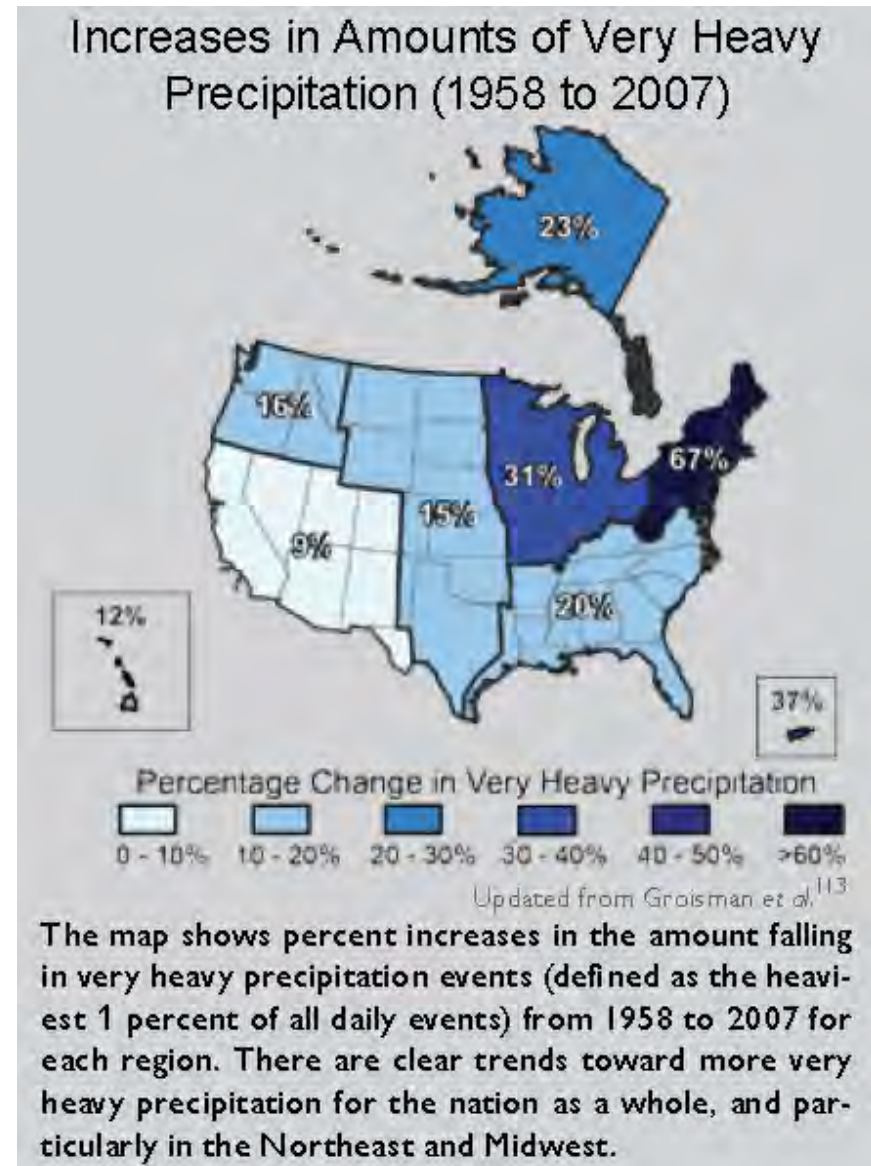 Increases in Amounts of Very Heavy
Precipitation (1958 to 2007)
23%
16%
67%
31%
15%
9%
20%
12%
37%
Percentage Change in Very Heavy Precipitation
0 - 10% 10 - 20% 20 - 30% 30 - 40% 40 - 50% >60%
Updated from Groisman et al.113
The map shows percent increases in the amount falling
in very heavy precipitation events (defined as the heavi-
est 1 percent of all daily events) from 1958 to 2007 for
each region. There are clear trends toward more very
heavy precipitation for the nation as a whole, and par-
ticularly in the Northeast and Midwest.